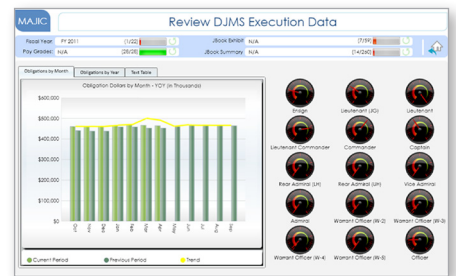 MAJIC
Review DJMS Execution Data
Fiscal Year: FY 2011 [1/22] JBook Exhibit N/A [7/59]
Pay Grades: N/A [28/28] JBook Summary N/A [14/260]
Obligations by Month Obligations by Year Text Table
Obligation Dollars by Month - YOY (in Thousands)
$600,000
$500,000
$400,000
$300,000
$200,000
$100,000
$0
Oct Nov Dec Jan Feb Mar Apr May Jun Jul Aug Sep
Current Period Previous Period Trend
Ensign Lieutenant (JG) Lieutenant
Lieutenant Commander Commander Captain
Rear Admiral (LH) Rear Admiral (UH) Vice Admiral
Admiral Warrant Officer (W-2) Warrant Officer (W-3)
Warrant Officer (W-4) Warrant Officer (W-5) Officer